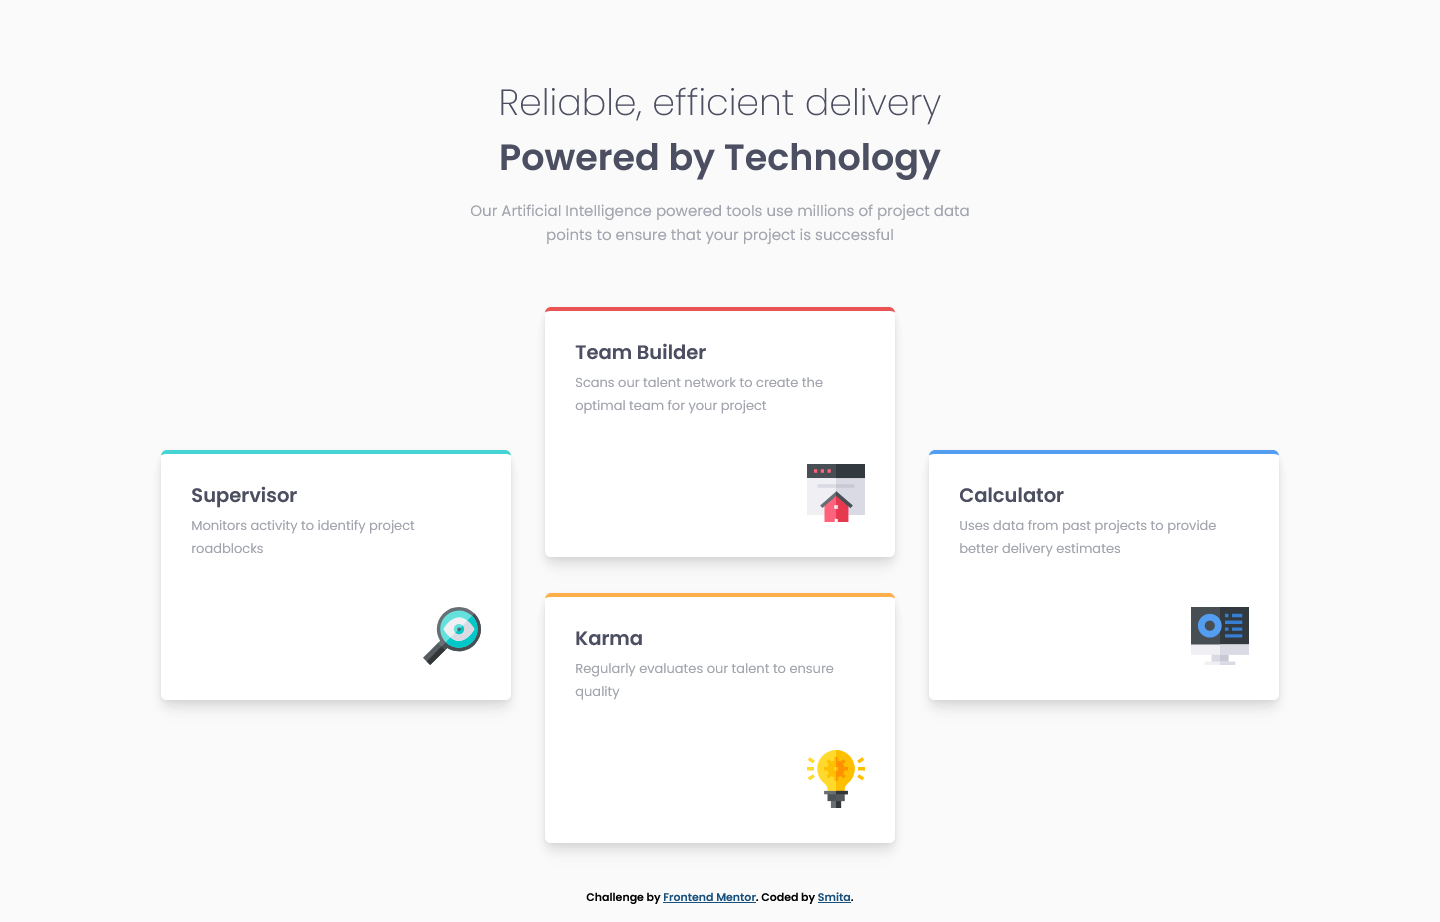 Reliable, efficient delivery
Powered by Technology
Our Artificial Intelligence powered tools use millions of project data
points to ensure that your project is successful
Team Builder
Scans our talent network to create the
optimal team for your project
Supervisor
Monitors activity to identify project
roadblocks
Calculator
Uses data from past projects to provide
better delivery estimates
Karma
Regularly evaluates our talent to ensure
quality
Challenge by Frontend Mentor. Coded by Smita.